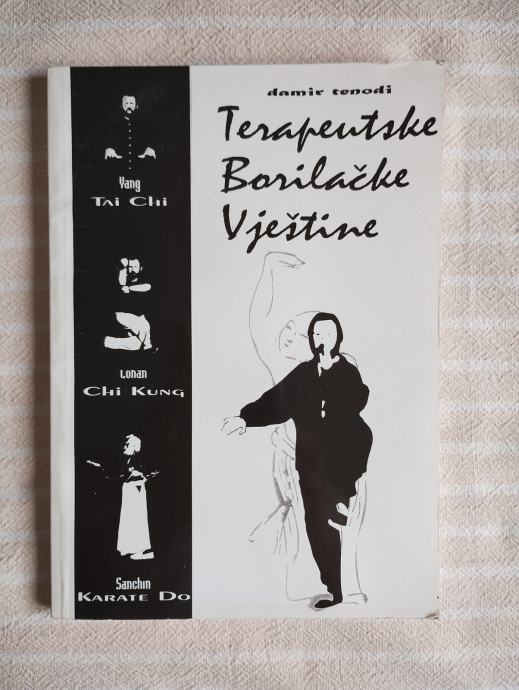 damir tenodi
Terapeutske
Borilačke
Vještine
Yang
Tai Chi
Lohan
Chi Kung
Sanchin
Karate Do